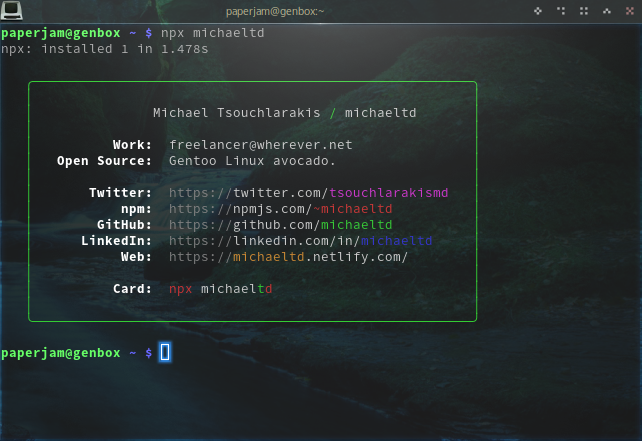 paperjam@genbox:~
paperjam@genbox ~ $ npx michaeltd
npx: installed 1 in 1.478s
Michael Tsouchlarakis / michaeltd
Work: freelancer@wherever.net
Open Source: Gentoo Linux avocado.
Twitter: https://twitter.com/tsouchlarakismd
npm: https://npmjs.com/~michaeltd
GitHub: https://github.com/michaeltd
LinkedIn: https://linkedin.com/in/michaeltd
Web: https://michaeltd.netlify.com/
Card: npx michaeltd
paperjam@genbox ~ $